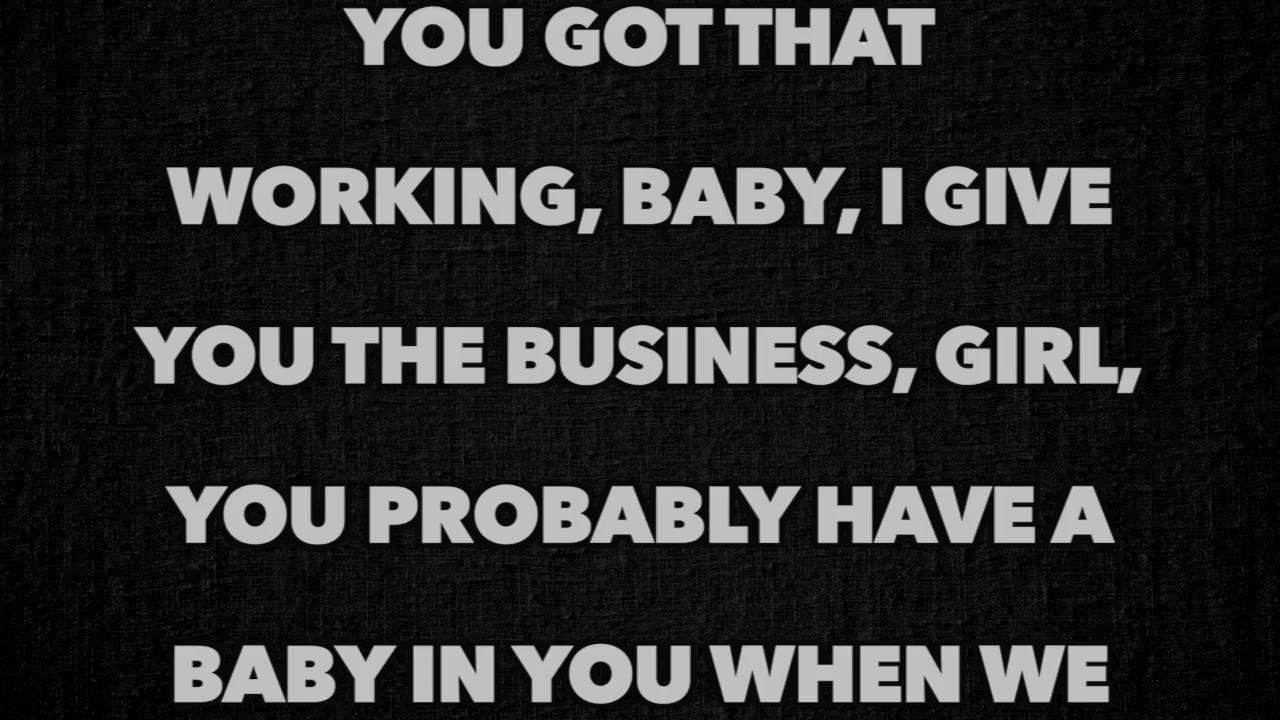 YOU GOT THAT
WORKING, BABY, I GIVE
YOU THE BUSINESS, GIRL,
YOU PROBABLY HAVE A
BABY IN YOU WHEN WE